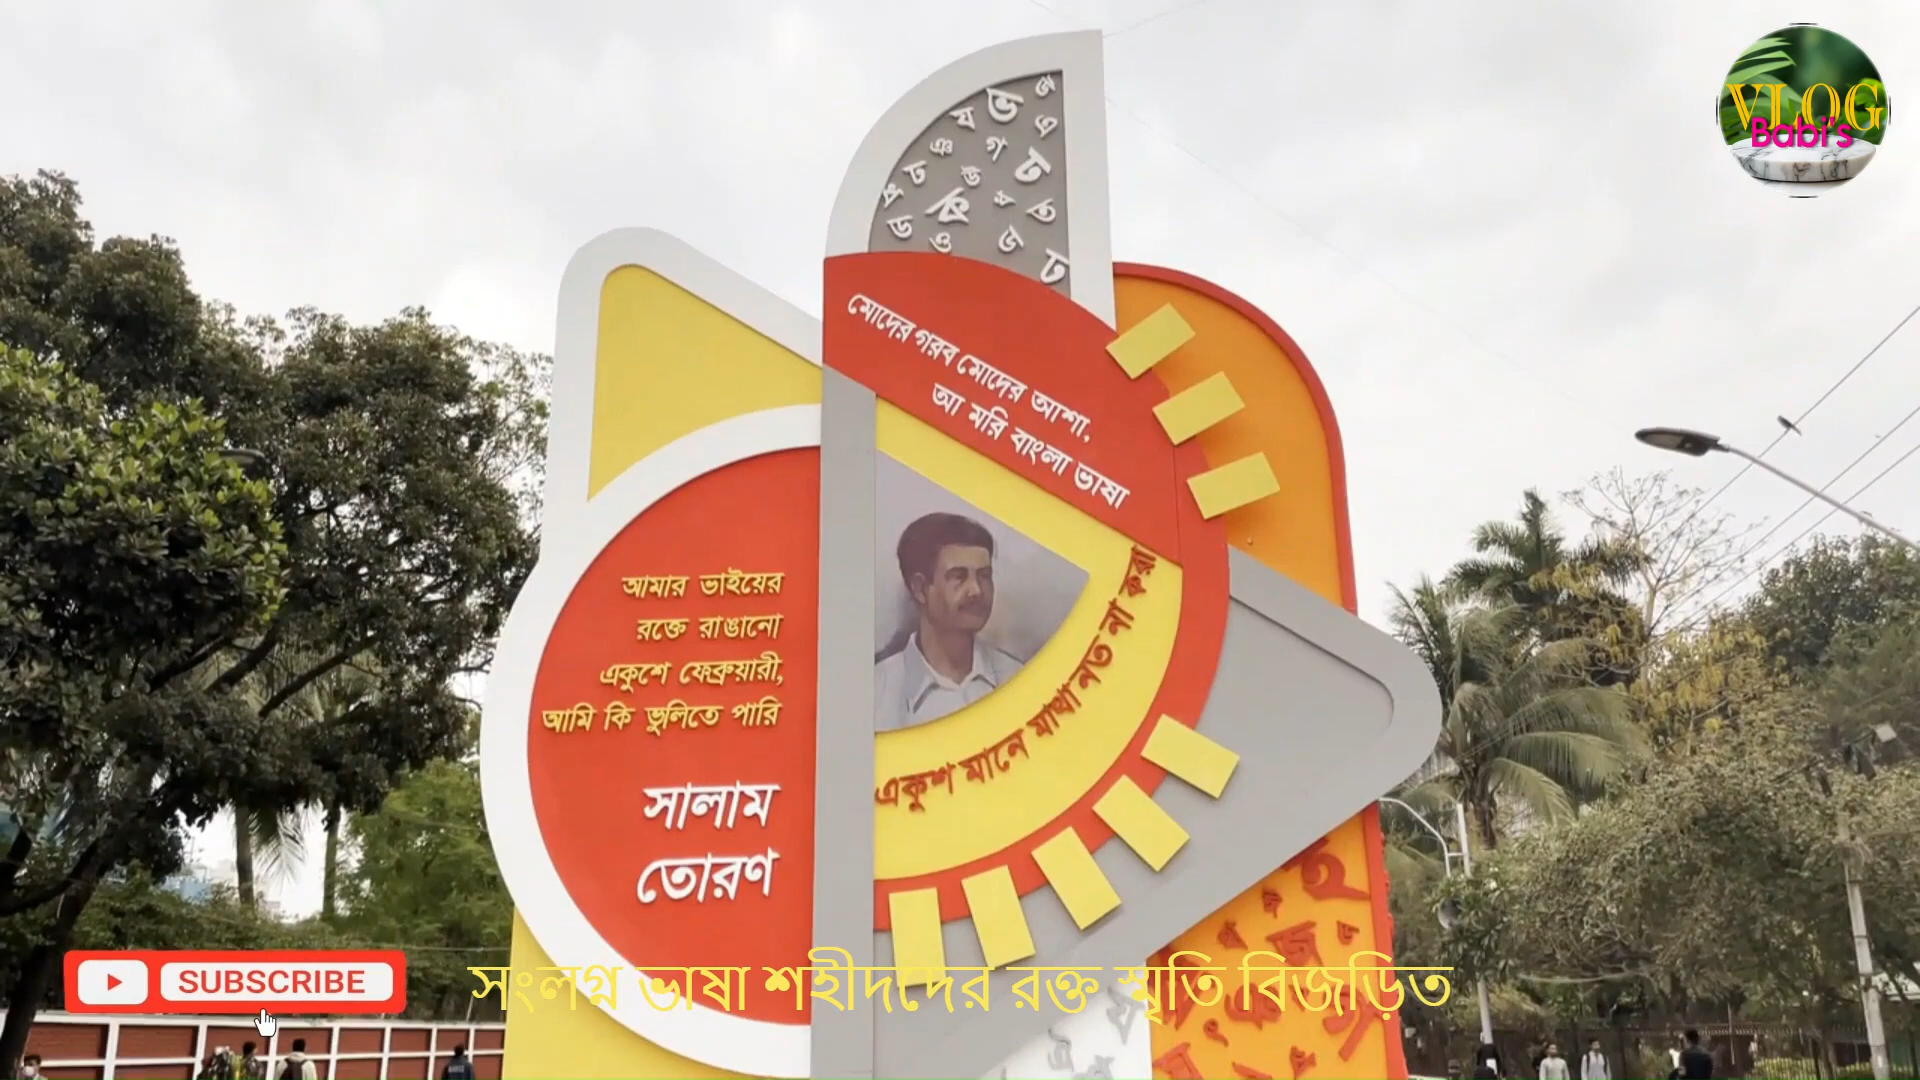 VLOG
Babi's
মোদের গরব মোদের আশা,
আ মরি বাংলা ভাষা
আমার ভাইয়ের
রক্তে রাঙানো
একুশে ফেব্রুয়ারী,
আমি কি ভুলিতে পারি
একুশ মানে মাথা নত না করা
সালাম
তোরণ
SUBSCRIBE
সংলগ্ন ভাষা শহীদদের রক্ত স্মৃতি বিজড়িত